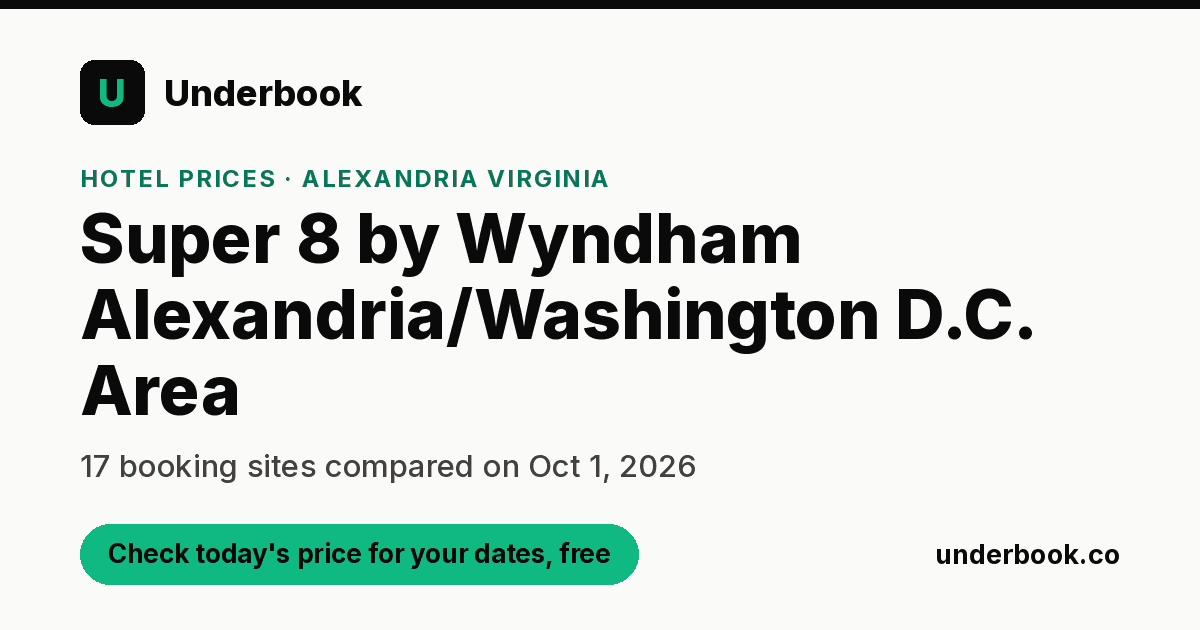 U Underbook
HOTEL PRICES · ALEXANDRIA VIRGINIA
Super 8 by Wyndham
Alexandria/Washington D.C.
Area
17 booking sites compared on Oct 1, 2026
Check today's price for your dates, free
underbook.co